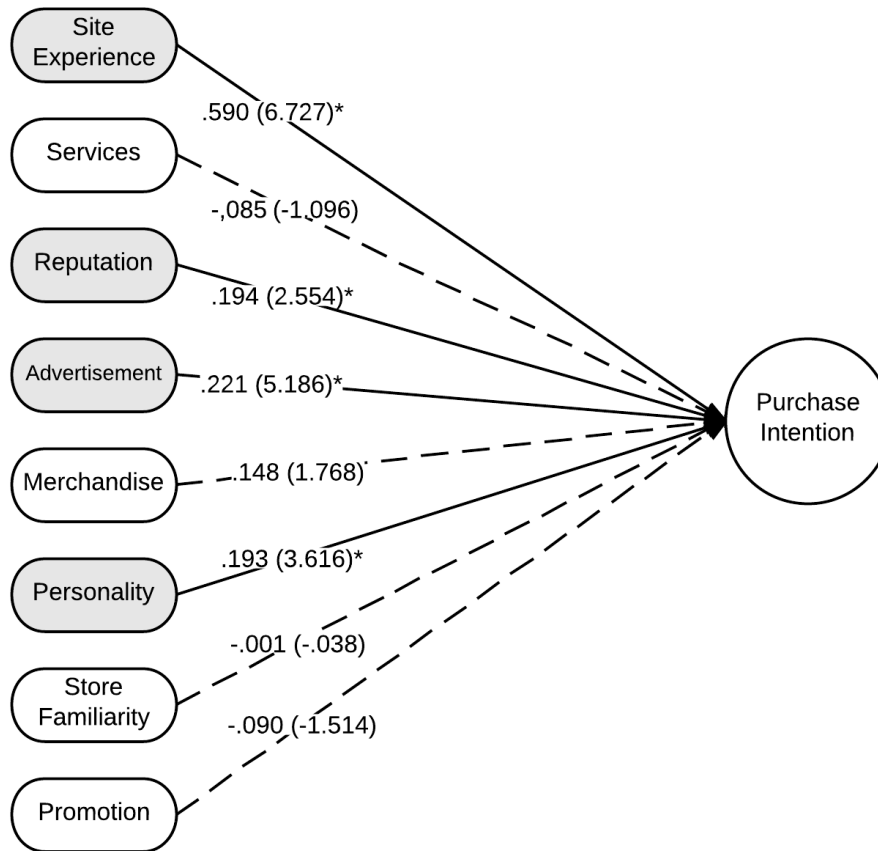 Site
Experience
.590 (6.727)*
Services
-,085 (-1.096)
Reputation
.194 (2.554)*
Advertisement
.221 (5.186)*
Purchase
Intention
Merchandise
.148 (1.768)
Personality
.193 (3.616)*
-.001 (-.038)
Store
Familiarity
-.090 (-1.514)
Promotion